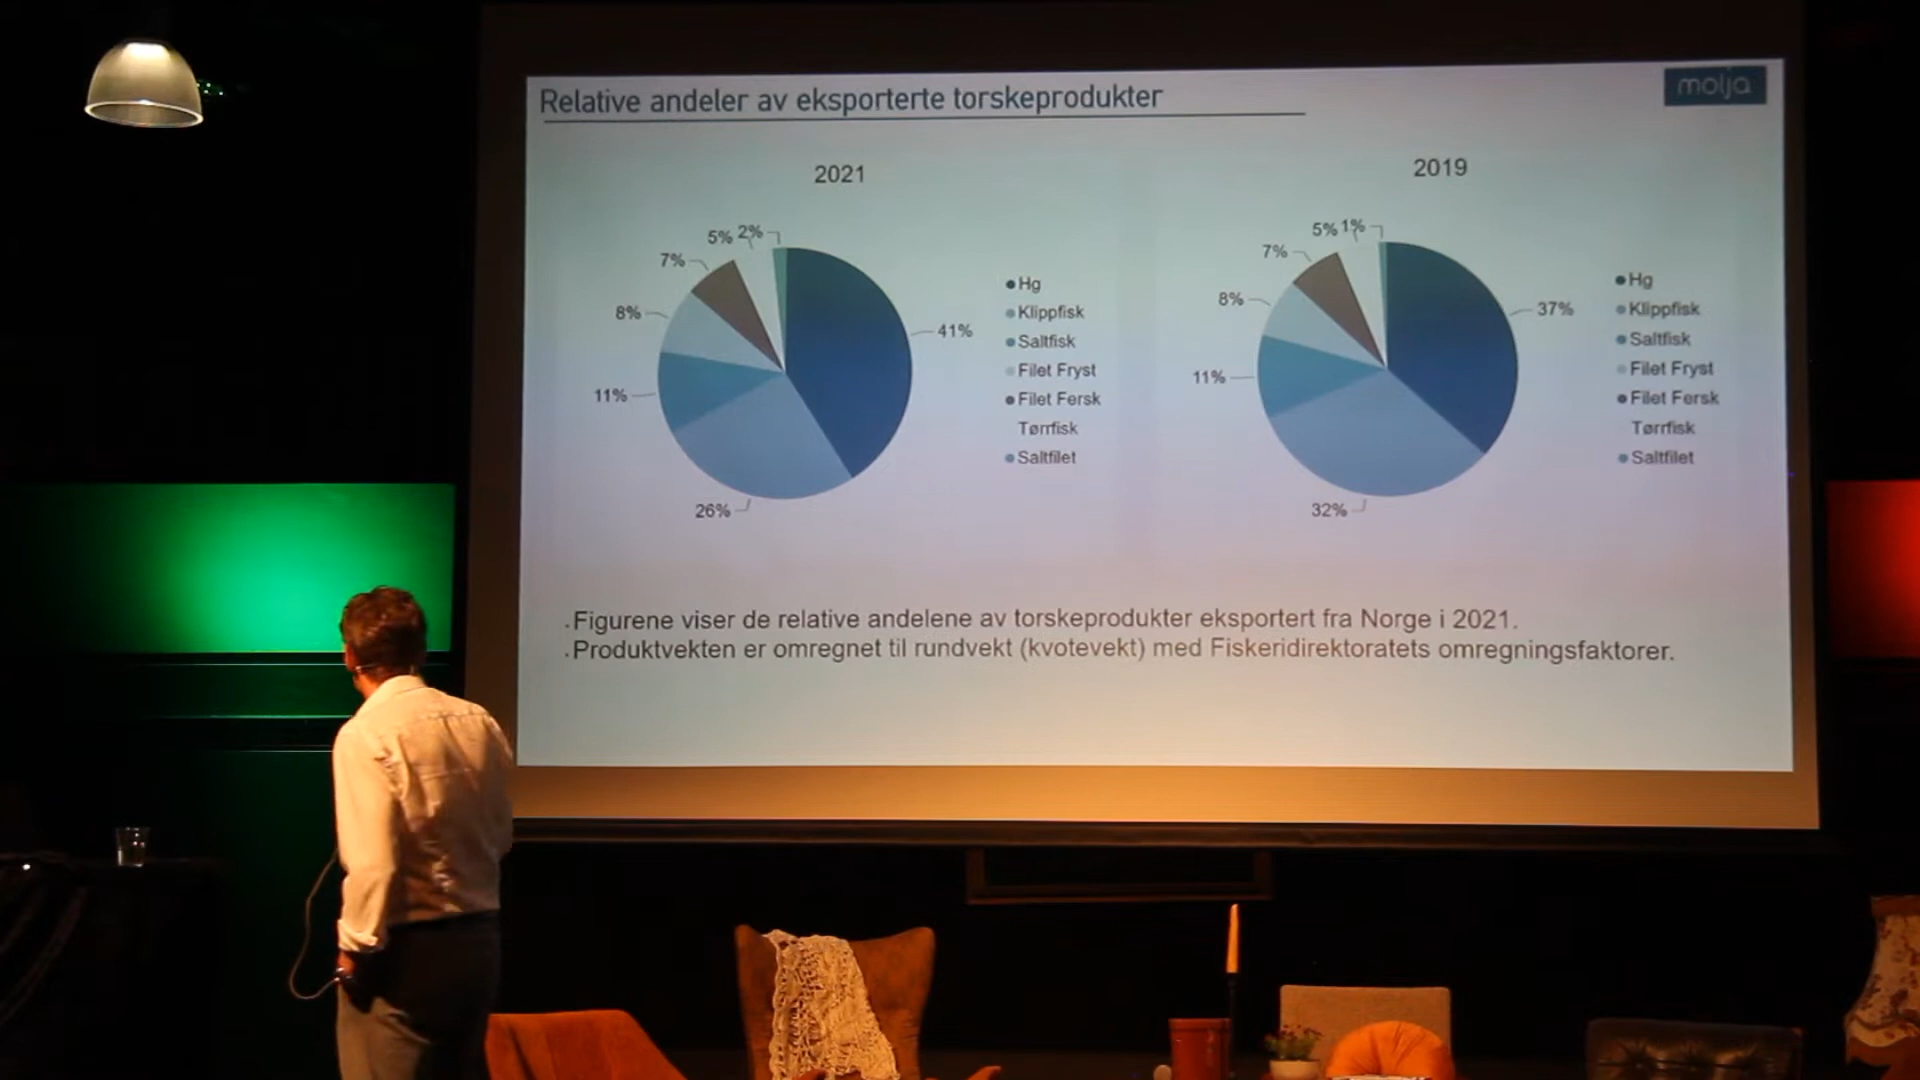 Relative andeler av eksporterte torskeprodukter
molja
2021
5% 2%
7%
8%
41%
11%
26%
Hg
Klippfisk
Saltfisk
Filet Fryst
Filet Fersk
Tørrfisk
Saltfilet
2019
5% 1%
7%
8%
37%
11%
32%
Hg
Klippfisk
Saltfisk
Filet Fryst
Filet Fersk
Tørrfisk
Saltfilet
.Figurene viser de relative andelene av torskeprodukter eksportert fra Norge i 2021.
.Produktvekten er omregnet til rundvekt (kvotevekt) med Fiskeridirektoratets omregningsfaktorer.